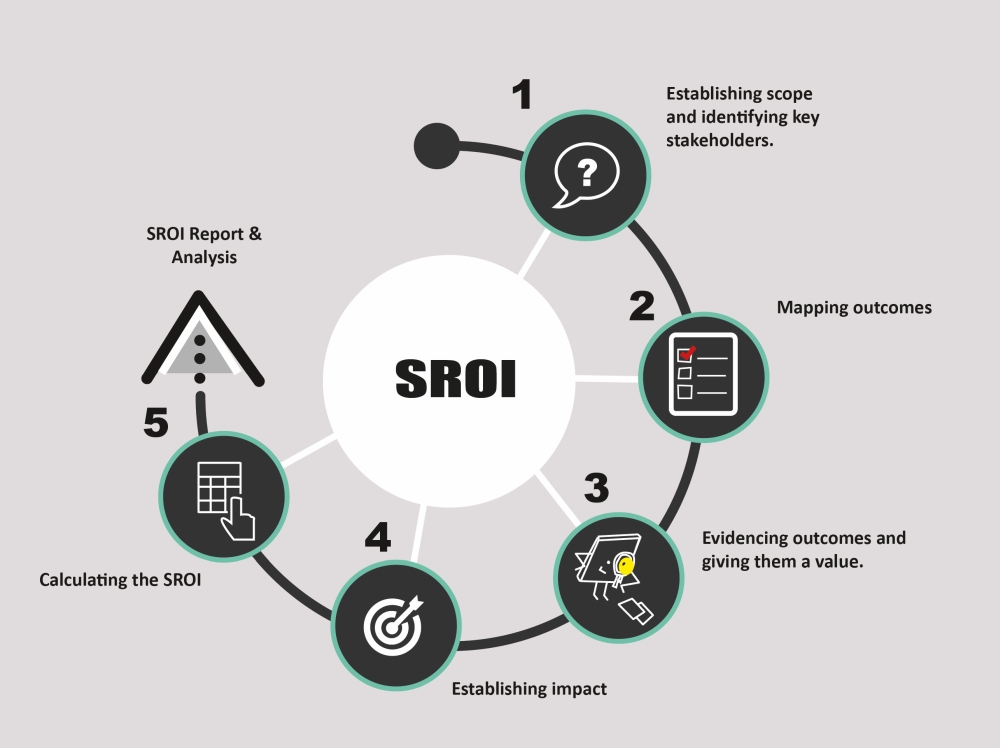 1
Establishing scope
and identifying key
stakeholders.
?
2
Mapping outcomes
SROI
3
Evidencing outcomes and
giving them a value.
4
Establishing impact
5
Calculating the SROI
SROI Report &
Analysis